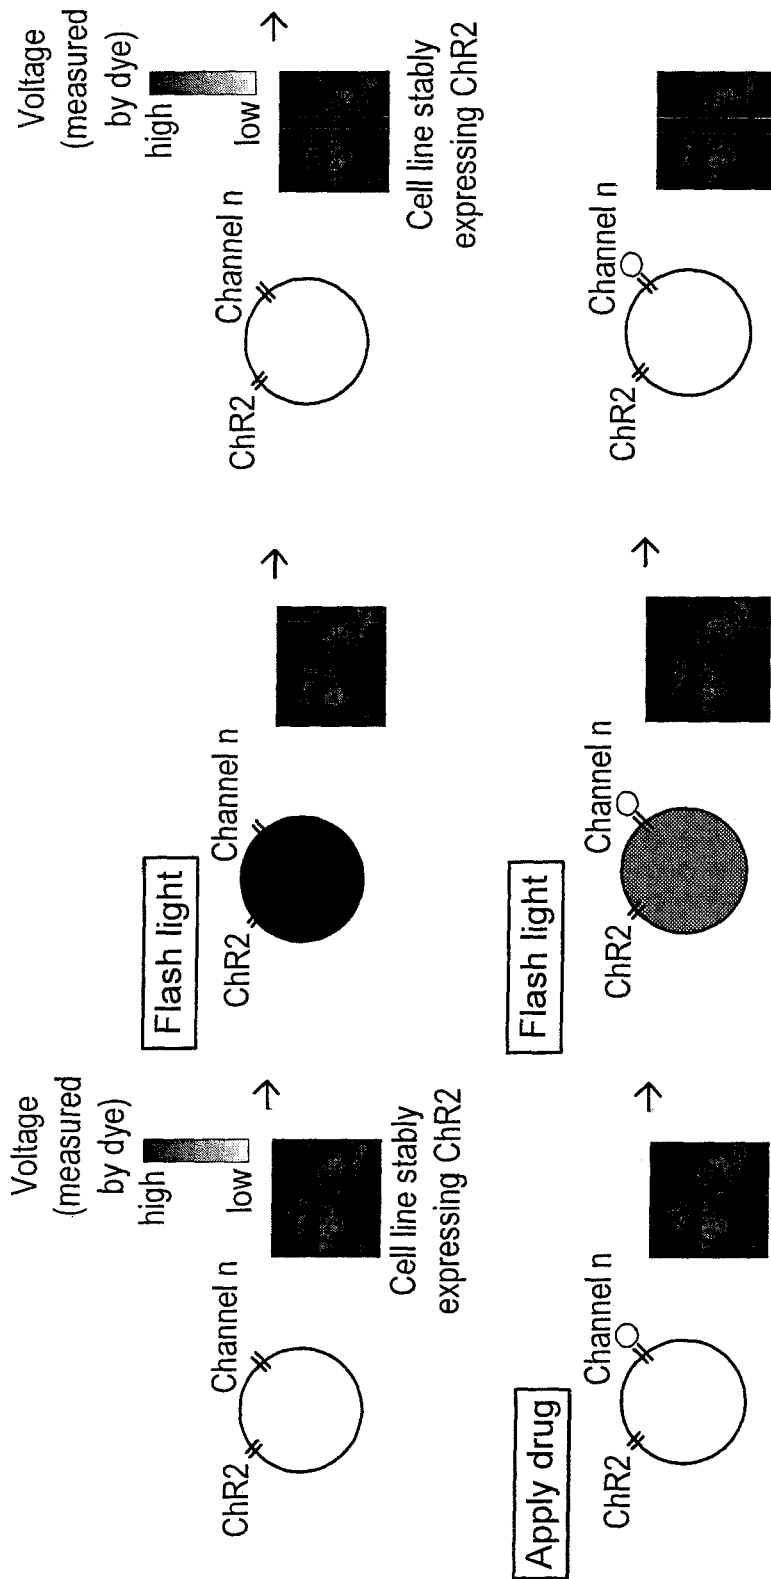 Voltage
(measured
by dye)
high
low
ChR2
Channel n
Cell line stably
expressing ChR2
Flash light
ChR2
Channel n
Voltage
(measured
by dye)
high
low
ChR2
Channel n
Cell line stably
expressing ChR2
Apply drug
ChR2
Channel n
Flash light
ChR2
Channel n
ChR2
Channel n